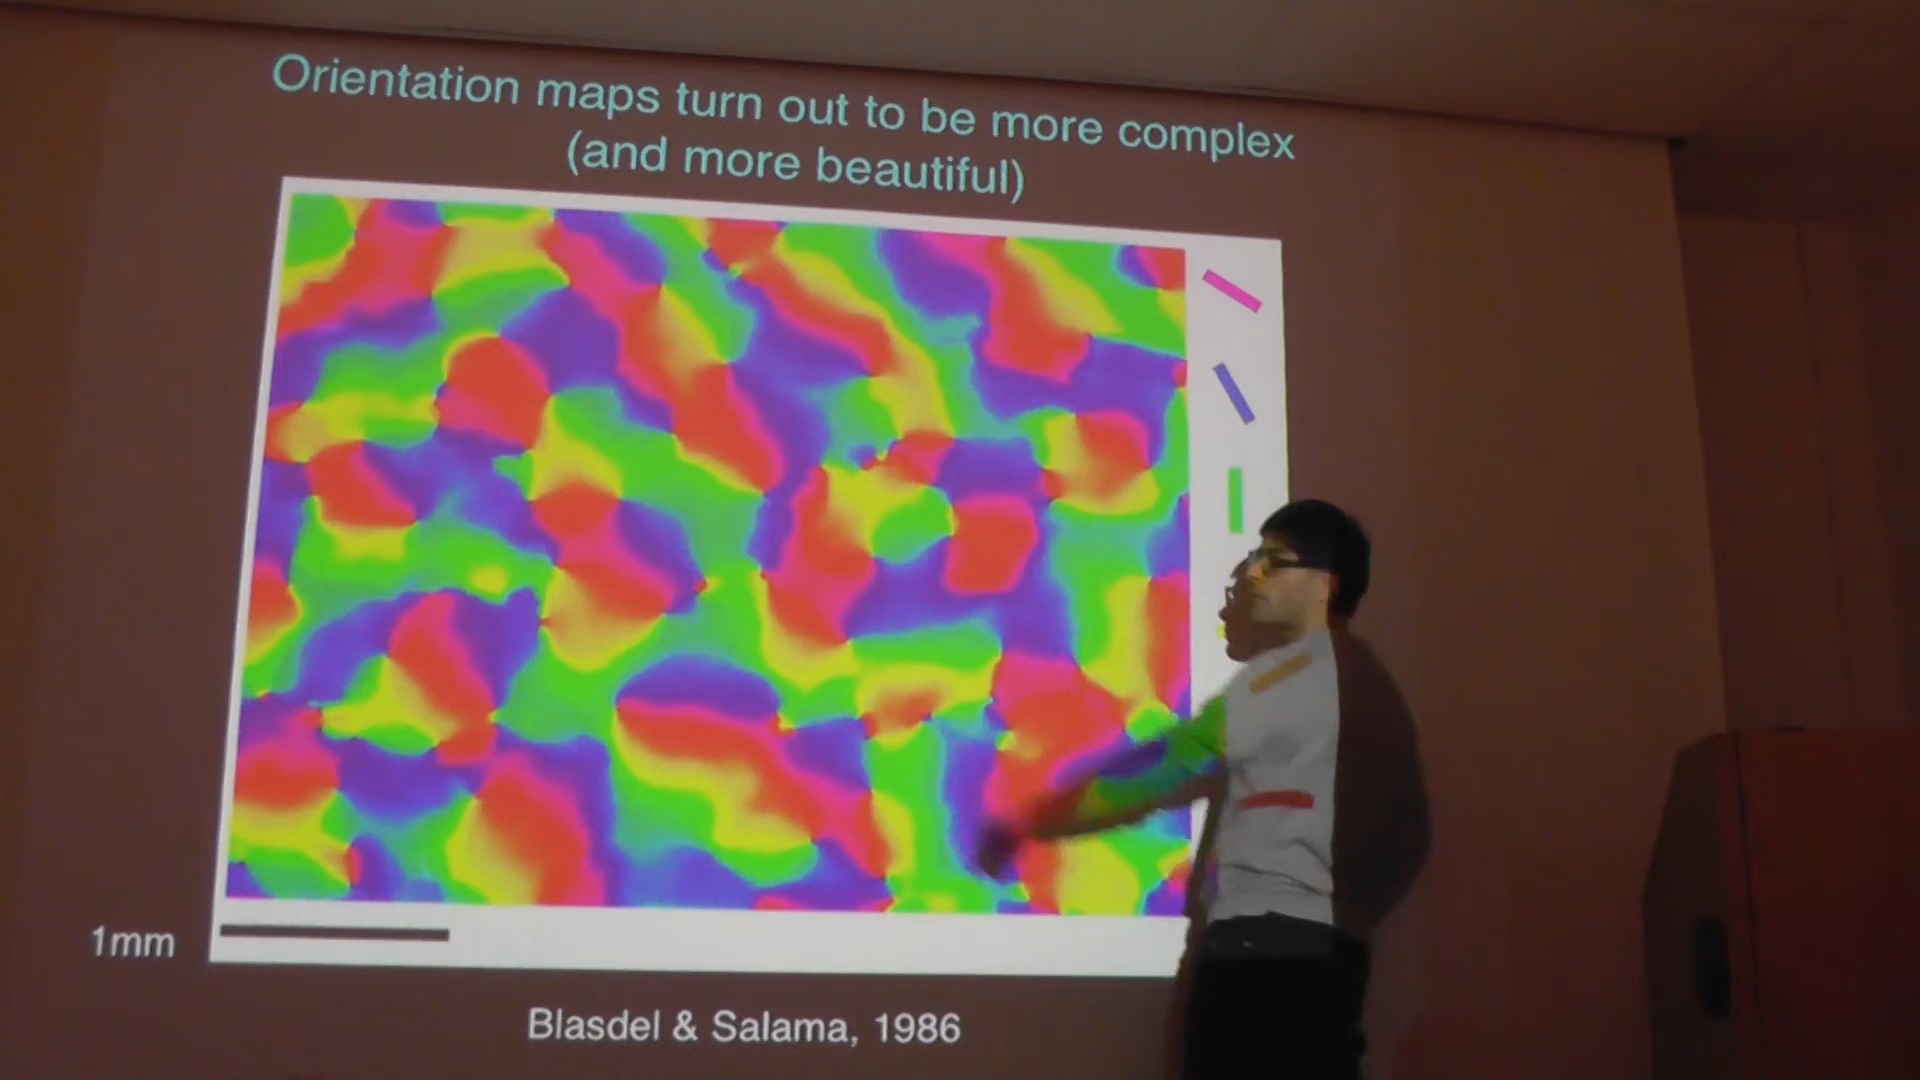 Orientation maps turn out to be more complex
(and more beautiful)
1mm
Blasdel & Salama, 1986